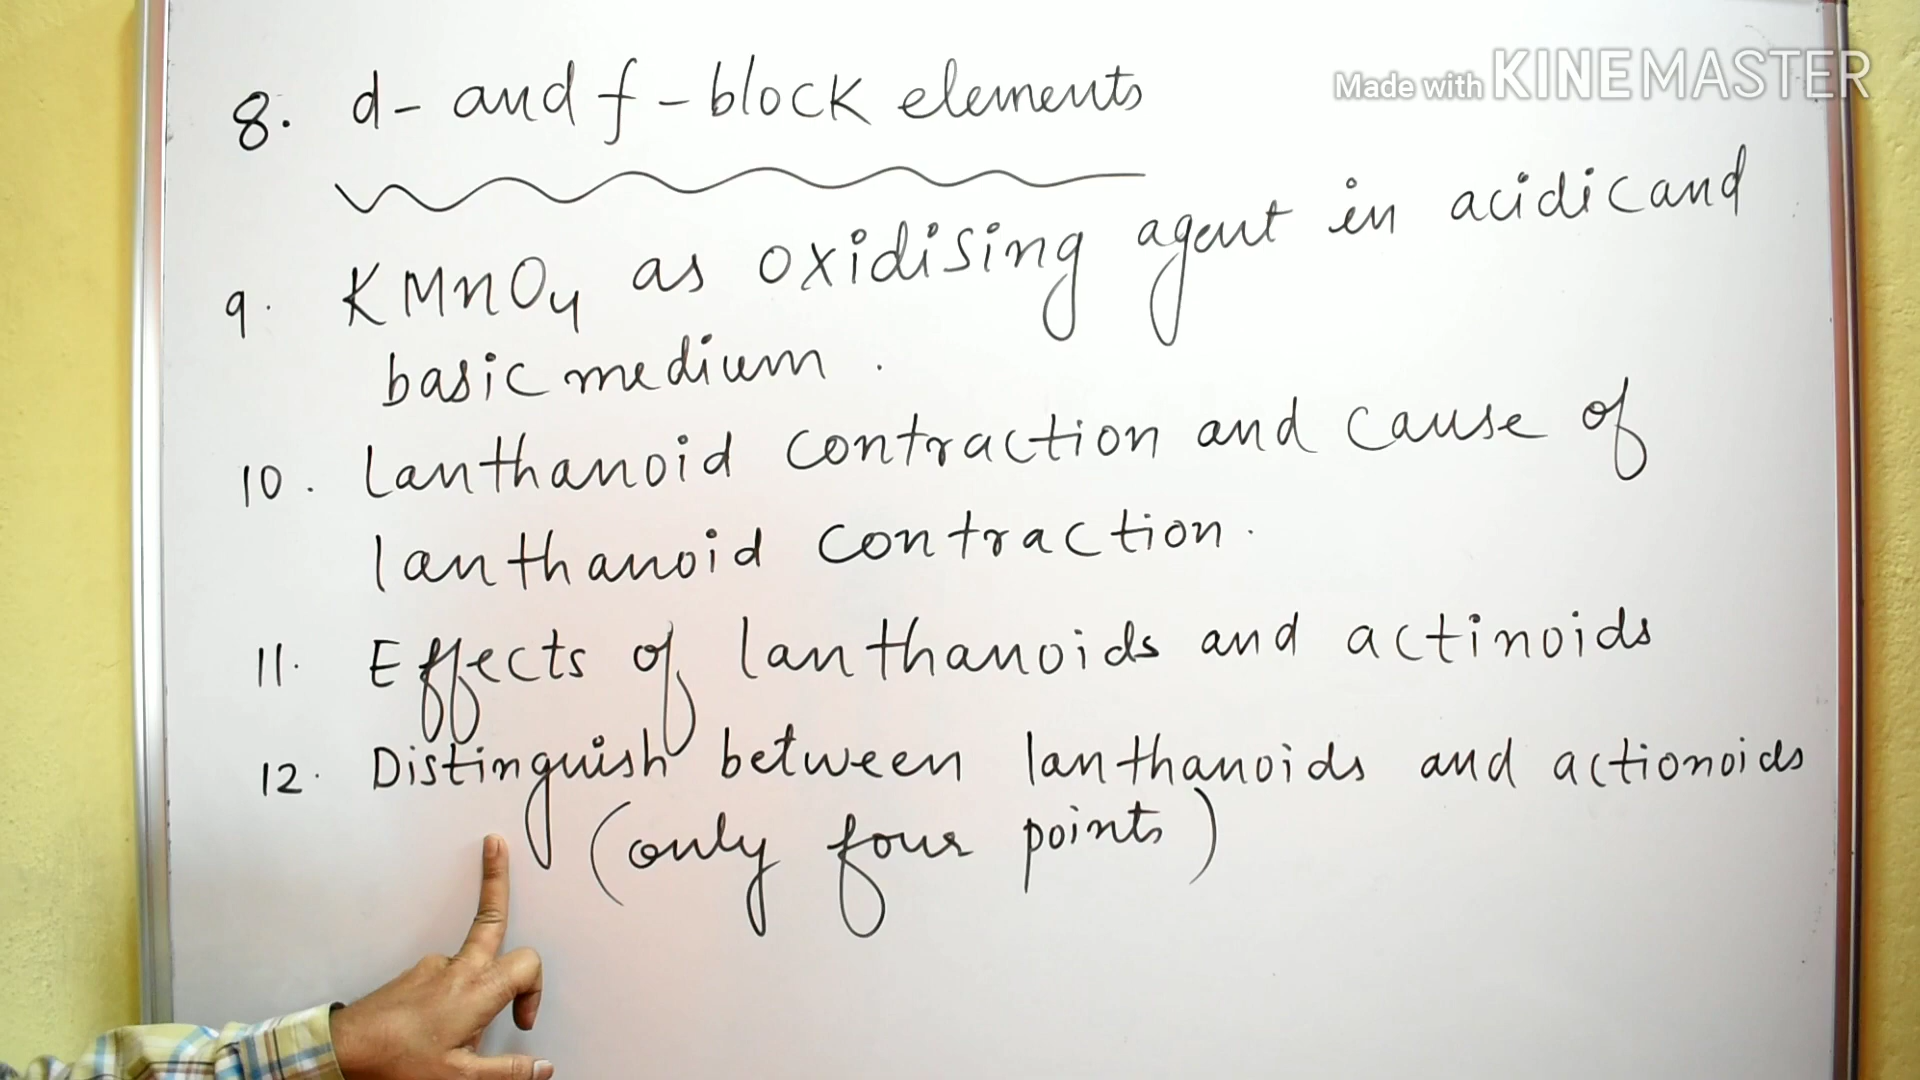 Made with KINEMASTER
8. d- and f-block elements
9. KMnO4 as oxidising agent in acidic and
basic medium.
10. Lanthanoid contraction and cause of
lanthanoid contraction.
11. Effects of lanthanoids and actinoids
12. Distinguish between lanthanoids and actionoids
(only four points)